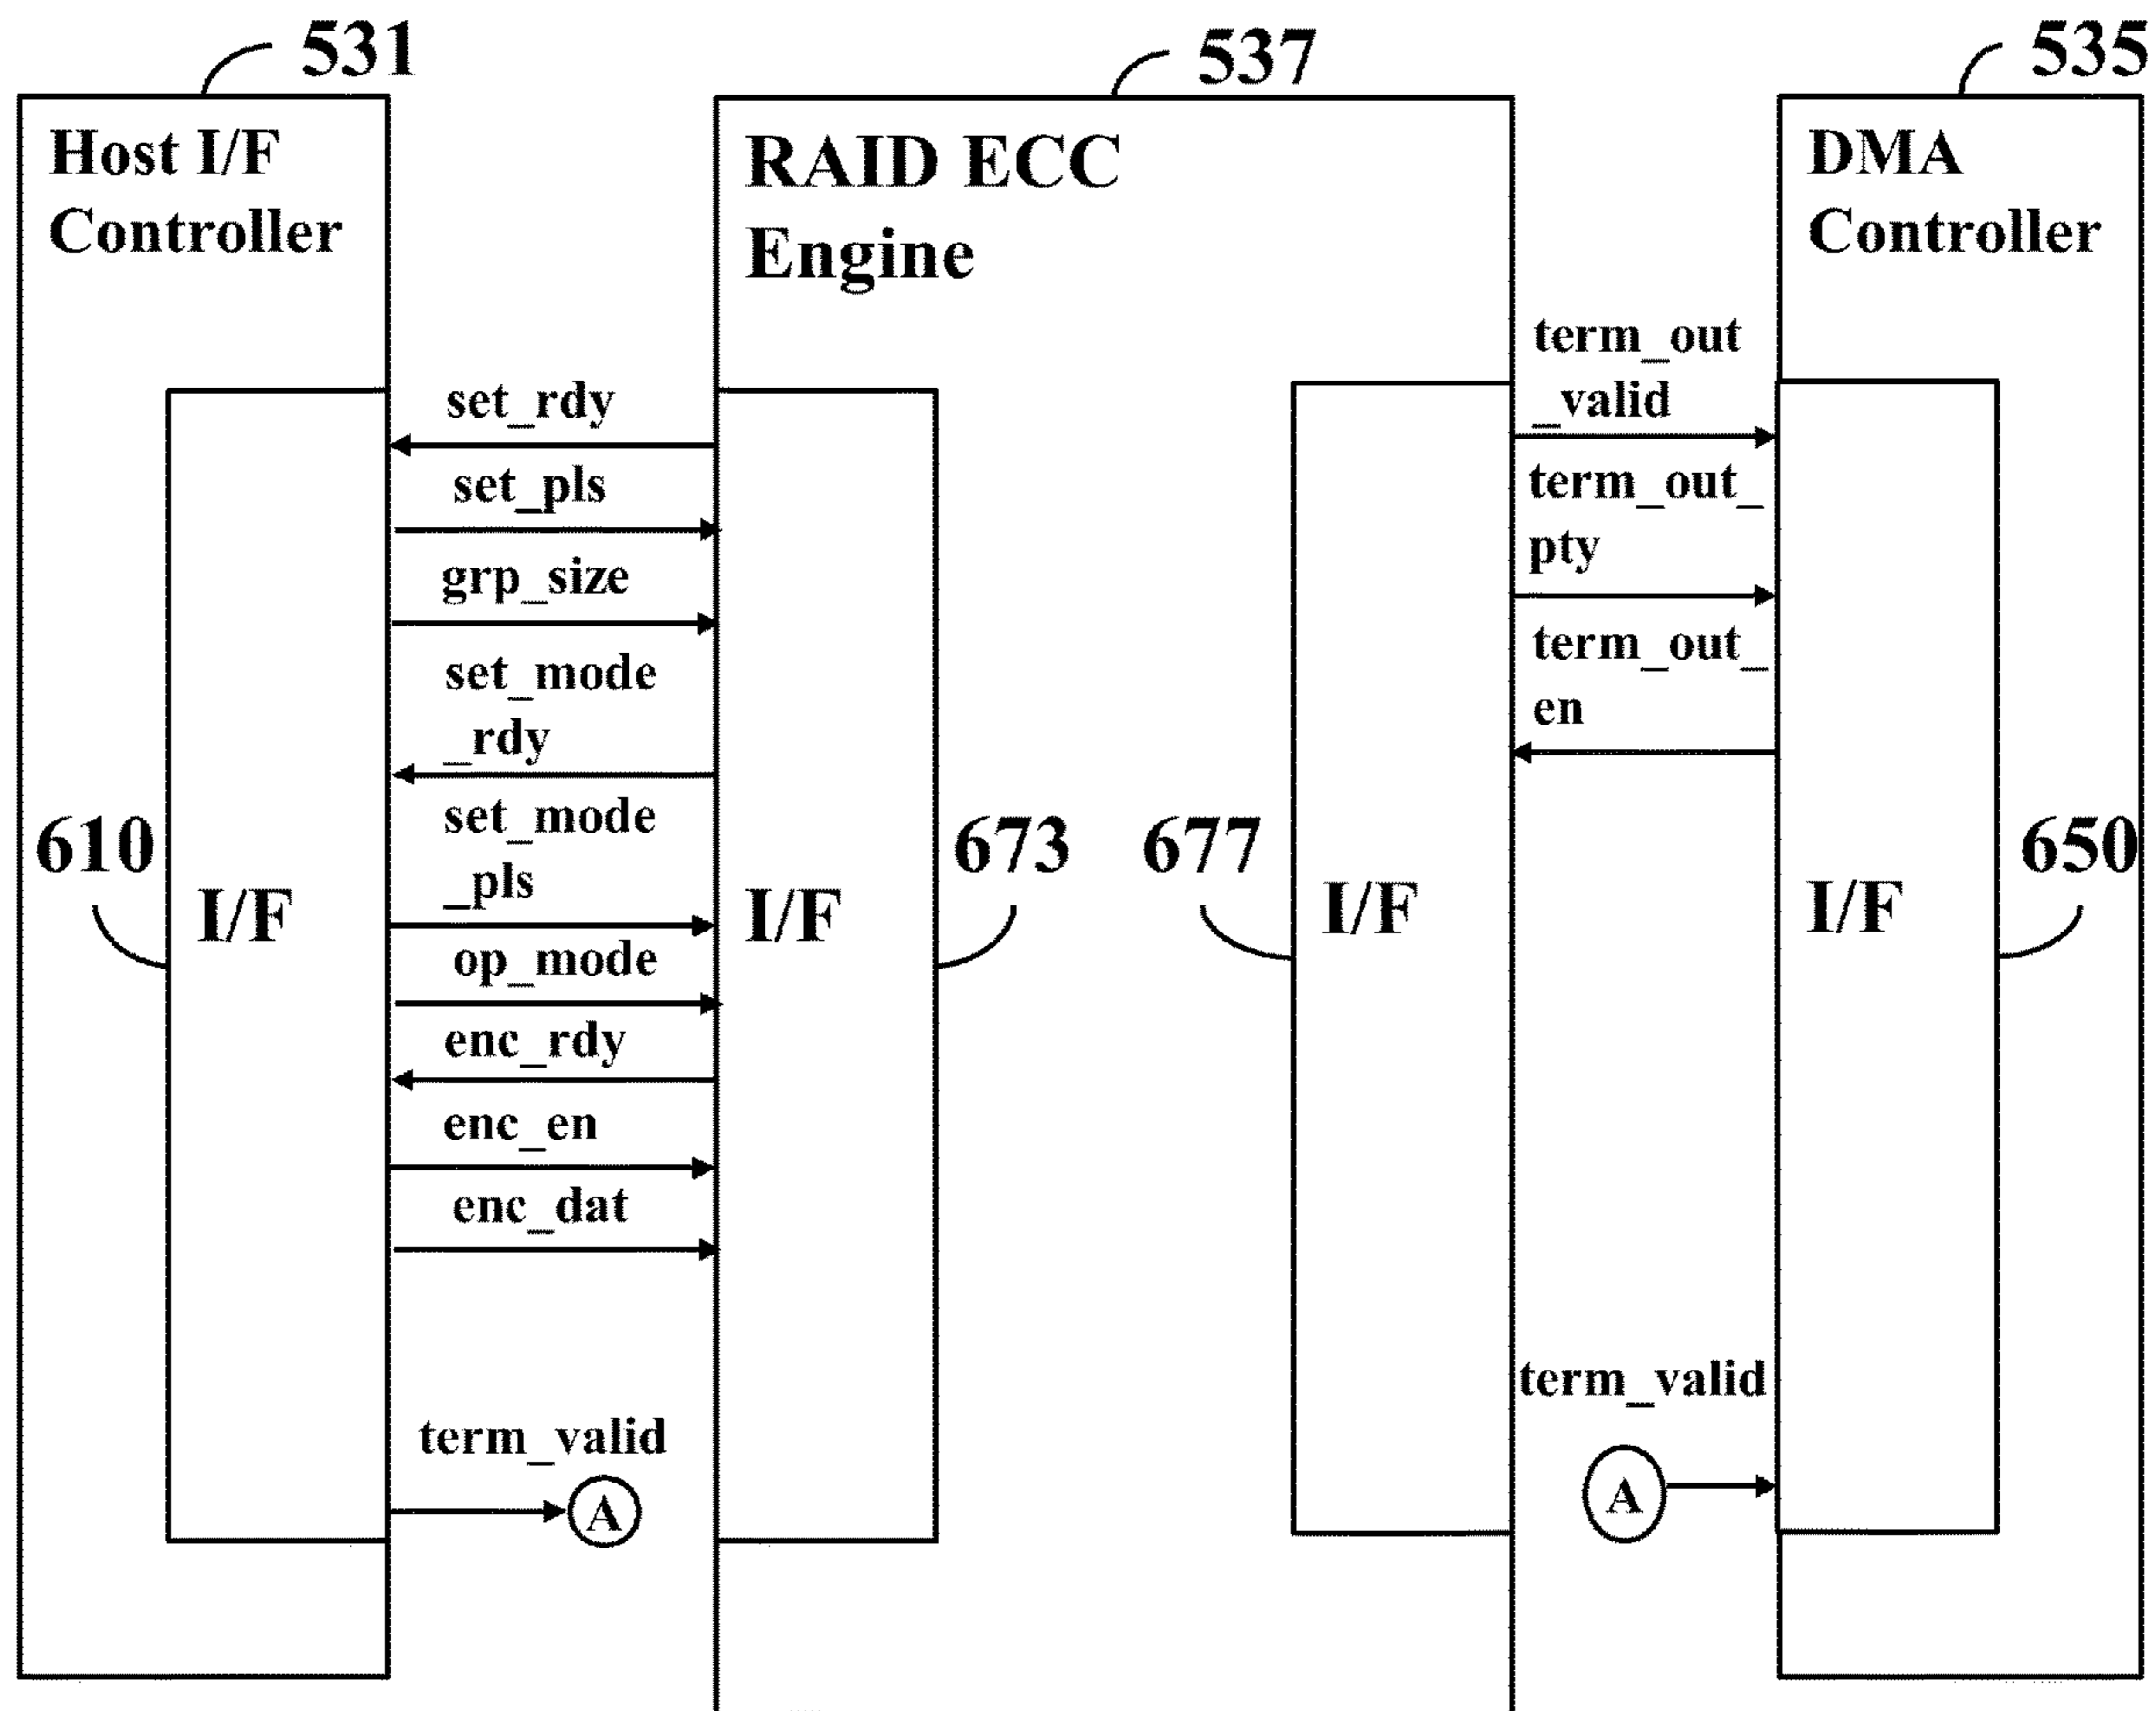 531
537
535
Host I/F
Controller
RAID ECC
Engine
DMA
Controller
set_rdy
set_pls
grp_size
set_mode
_rdy
set_mode
_pls
op_mode
enc_rdy
enc_en
enc_dat
term_valid
A
610
I/F
673
I/F
677
I/F
650
I/F
term_out
_valid
term_out_
pty
term_out_
en
term_valid
A